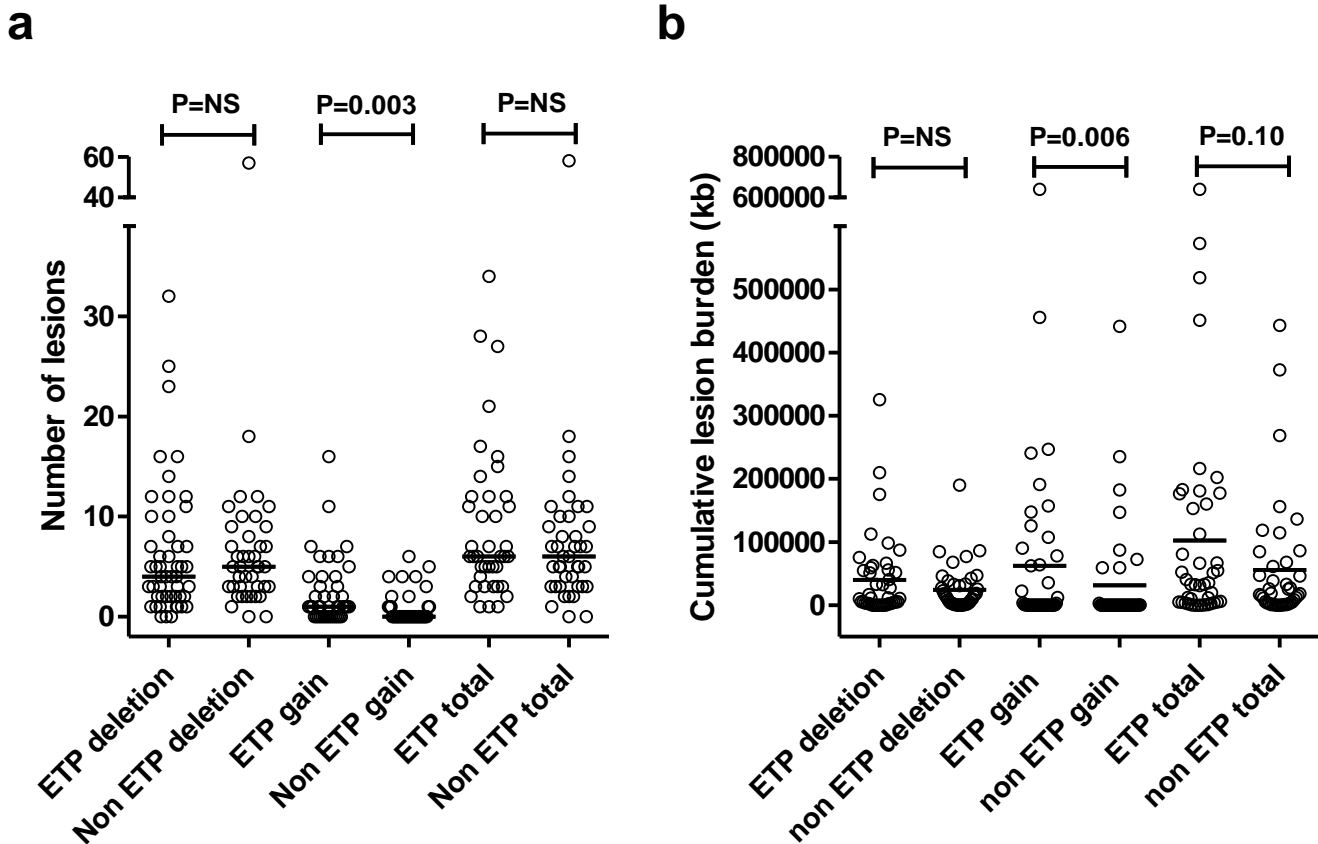 a
P=NS
P=0.003
P=NS
60
40
30
20
10
0
Number of lesions
ETP deletion
Non ETP deletion
ETP gain
Non ETP gain
ETP total
Non ETP total
b
P=NS
P=0.006
P=0.10
800000
600000
500000
400000
300000
200000
100000
0
Cumulative lesion burden (kb)
ETP deletion
non ETP deletion
ETP gain
non ETP gain
ETP total
non ETP total